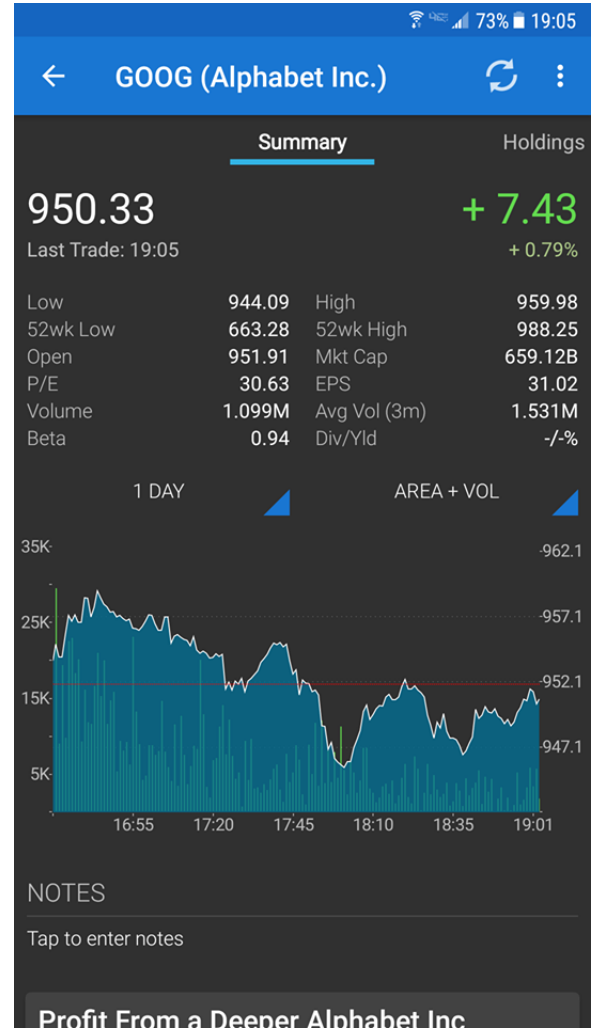 73% 19:05
GOOG (Alphabet Inc.)
Summary Holdings
950.33 + 7.43
Last Trade: 19:05 + 0.79%
Low 944.09 High 959.98
52wk Low 663.28 52wk High 988.25
Open 951.91 Mkt Cap 659.12B
P/E 30.63 EPS 31.02
Volume 1.099M Avg Vol (3m) 1.531M
Beta 0.94 Div/Yld -/-%
1 DAY AREA + VOL
35K 962.1
25K 957.1
15K 952.1
5K 947.1
16:55 17:20 17:45 18:10 18:35 19:01
NOTES
Tap to enter notes
Profit From a Deeper Alphabet Inc